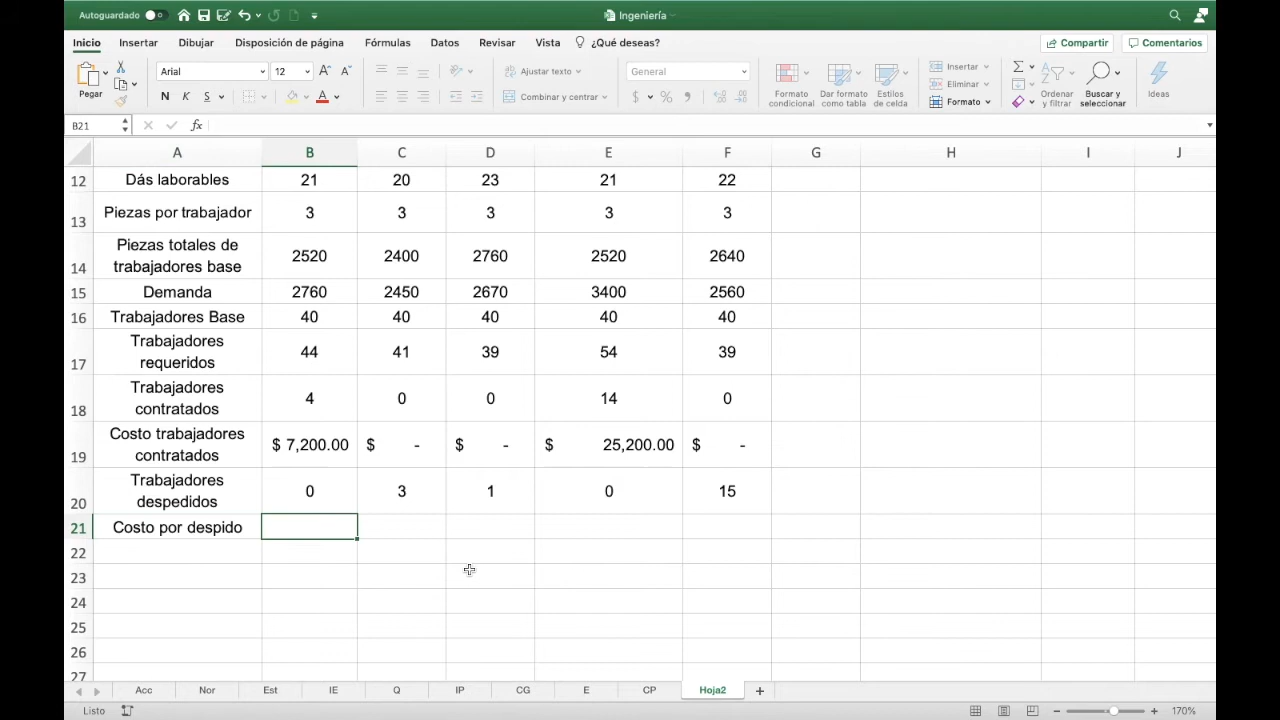 Autoguardado
Ingeniería
Inicio Insertar Dibujar Disposición de página Fórmulas Datos Revisar Vista ¿Qué deseas? Compartir Comentarios
Pegar
Arial 12
N K S
Ajustar texto
Combinar y centrar
General
$ % 
Formato condicional
Dar formato como tabla
Estilos de celda
Insertar
Eliminar
Formato
Ordenar y filtrar
Buscar y seleccionar
Ideas
B21 fx
A B C D E F G H I J
12 Dás laborables 21 20 23 21 22
13 Piezas por trabajador 3 3 3 3 3
14 Piezas totales de trabajadores base 2520 2400 2760 2520 2640
15 Demanda 2760 2450 2670 3400 2560
16 Trabajadores Base 40 40 40 40 40
17 Trabajadores requeridos 44 41 39 54 39
18 Trabajadores contratados 4 0 0 14 0
19 Costo trabajadores contratados $ 7,200.00 $ - $ - $ 25,200.00 $ -
20 Trabajadores despedidos 0 3 1 0 15
21 Costo por despido
22
23
24
25
26
27
Acc Nor Est IE Q IP CG E CP Hoja2
Listo 170%